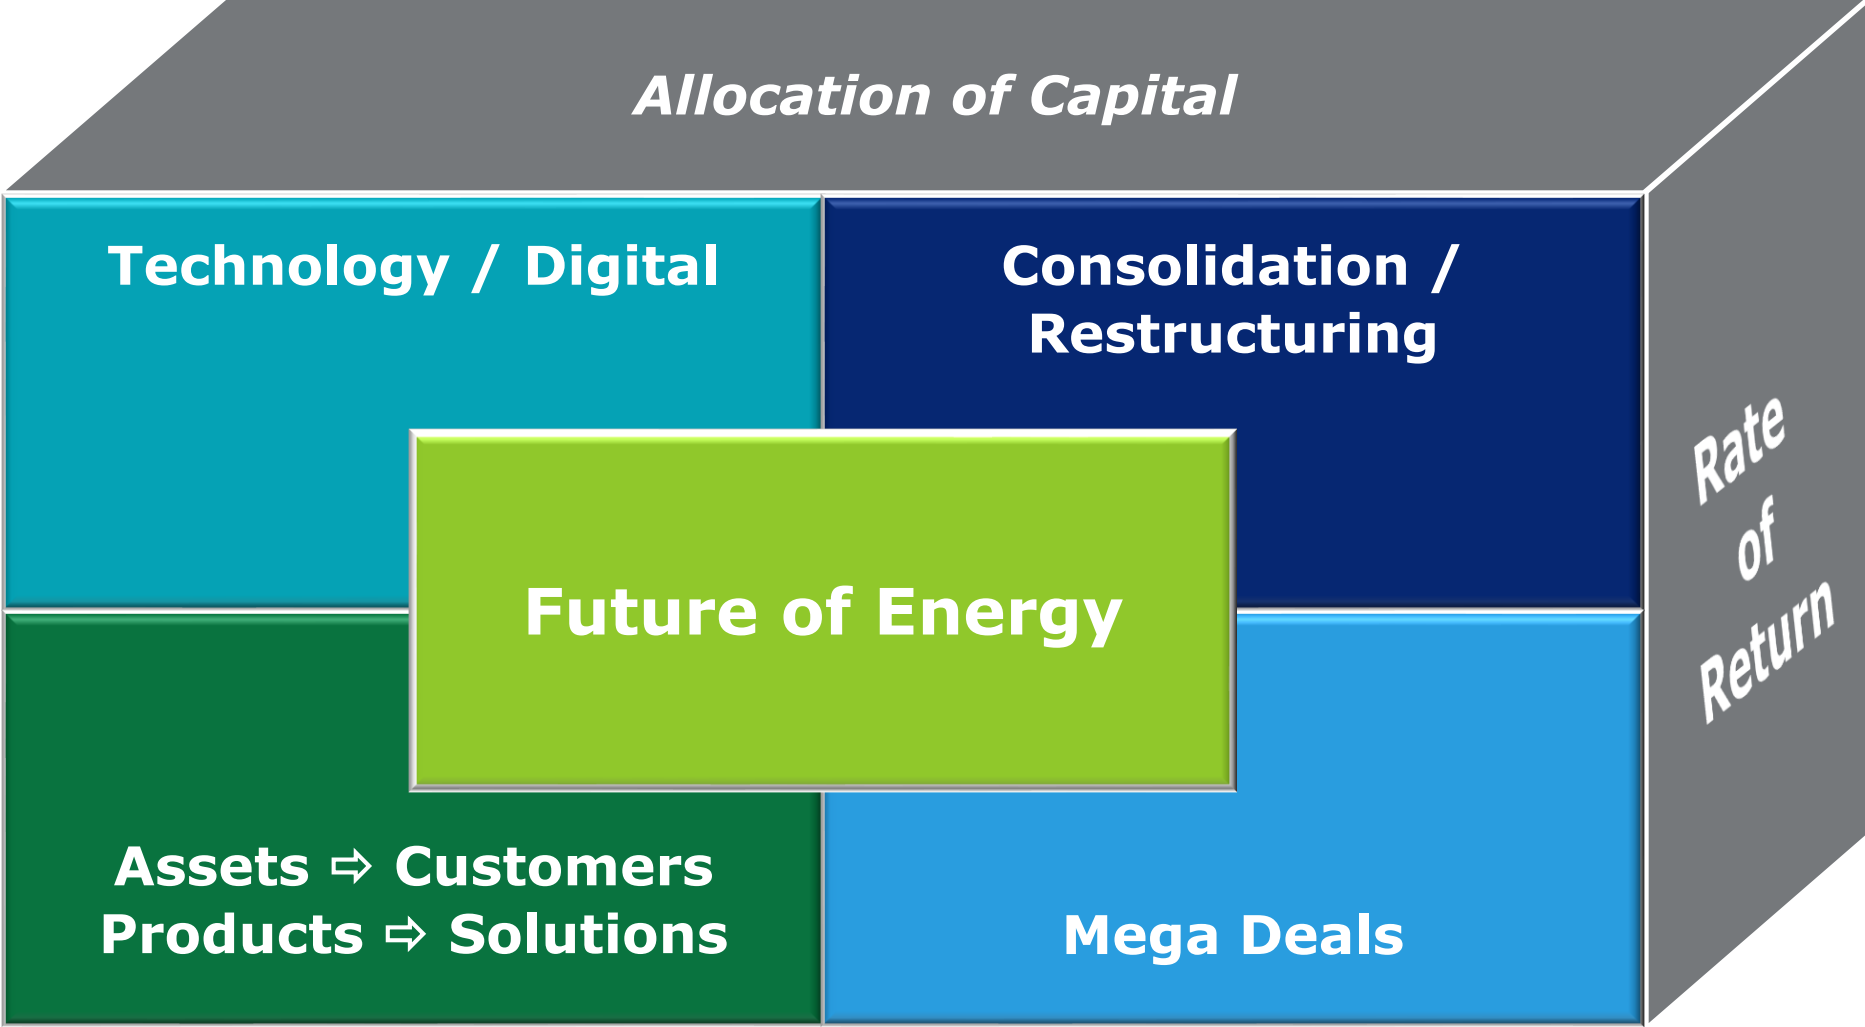 Allocation of Capital
Technology / Digital
Consolidation /
Restructuring
Rate
of
Return
Future of Energy
Assets ⇨ Customers
Products ⇨ Solutions
Mega Deals